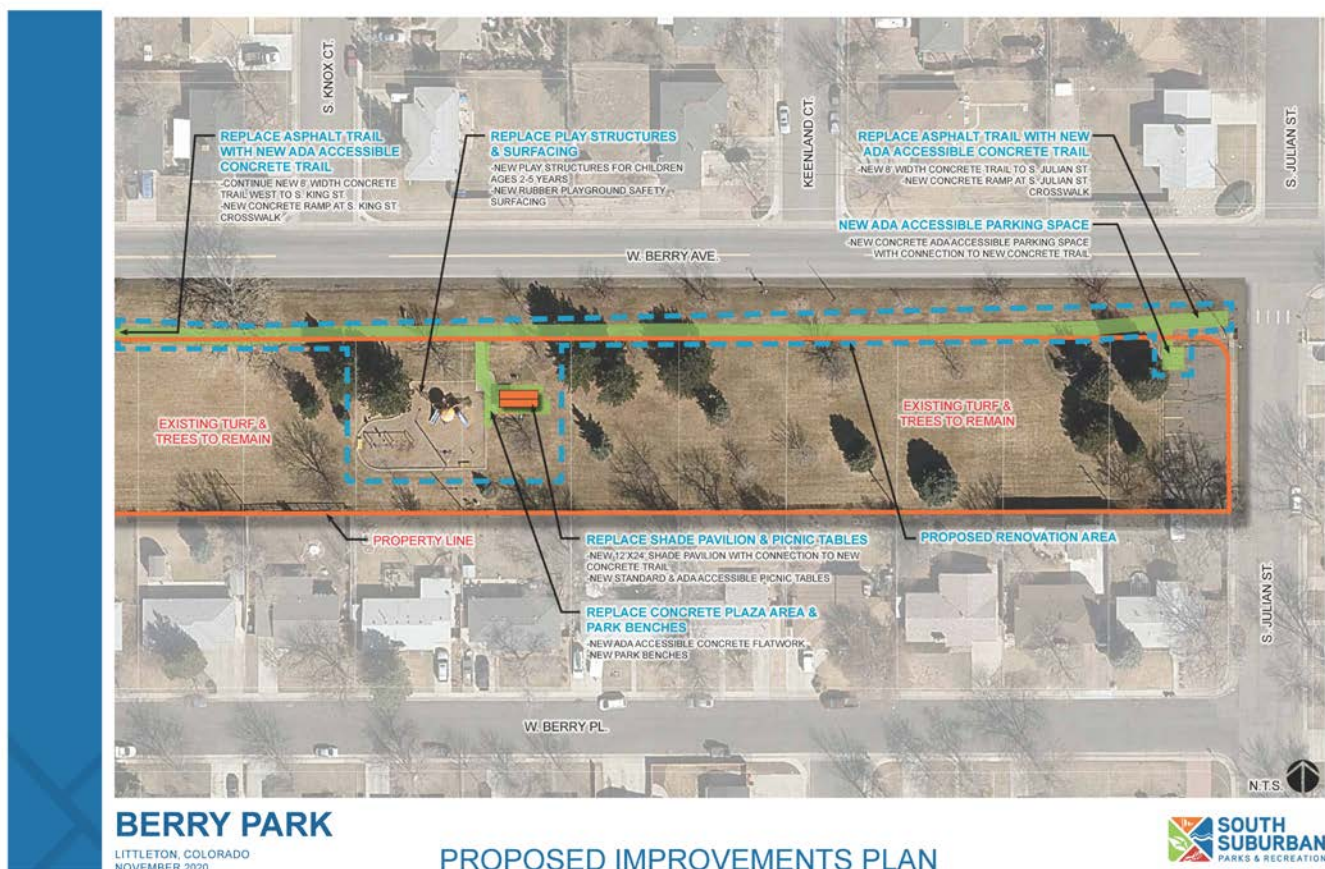 S. KNOX CT.
KEENLAND CT.
S. JULIAN ST.
REPLACE ASPHALT TRAIL
WITH NEW ADA ACCESSIBLE
CONCRETE TRAIL
-CONTINUE NEW 8' WIDTH CONCRETE
TRAIL WEST TO S. KING ST
-NEW CONCRETE RAMP AT S. KING ST
CROSSWALK
REPLACE PLAY STRUCTURES
& SURFACING
-NEW PLAY STRUCTURES FOR CHILDREN
AGES 2-5 YEARS
-NEW RUBBER PLAYGROUND SAFETY
SURFACING
REPLACE ASPHALT TRAIL WITH NEW
ADA ACCESSIBLE CONCRETE TRAIL
-NEW 8' WIDTH CONCRETE TRAIL TO S. JULIAN ST
-NEW CONCRETE RAMP AT S. JULIAN ST
CROSSWALK
NEW ADA ACCESSIBLE PARKING SPACE
-NEW CONCRETE ADA ACCESSIBLE PARKING SPACE
WITH CONNECTION TO NEW CONCRETE TRAIL
W. BERRY AVE.
EXISTING TURF &
TREES TO REMAIN
EXISTING TURF &
TREES TO REMAIN
PROPERTY LINE
REPLACE SHADE PAVILION & PICNIC TABLES
-NEW 12'X24' SHADE PAVILION WITH CONNECTION TO NEW
CONCRETE TRAIL
-NEW STANDARD & ADA ACCESSIBLE PICNIC TABLES
PROPOSED RENOVATION AREA
REPLACE CONCRETE PLAZA AREA &
PARK BENCHES
-NEW ADA ACCESSIBLE CONCRETE FLATWORK
-NEW PARK BENCHES
S. JULIAN ST.
W. BERRY PL.
N.T.S.
BERRY PARK
LITTLETON, COLORADO
NOVEMBER 2020
PROPOSED IMPROVEMENTS PLAN
SOUTH
SUBURBAN
PARKS & RECREATION